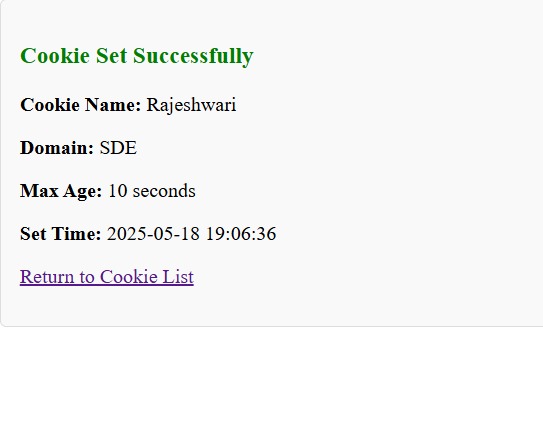 Cookie Set Successfully
Cookie Name: Rajeshwari
Domain: SDE
Max Age: 10 seconds
Set Time: 2025-05-18 19:06:36
Return to Cookie List